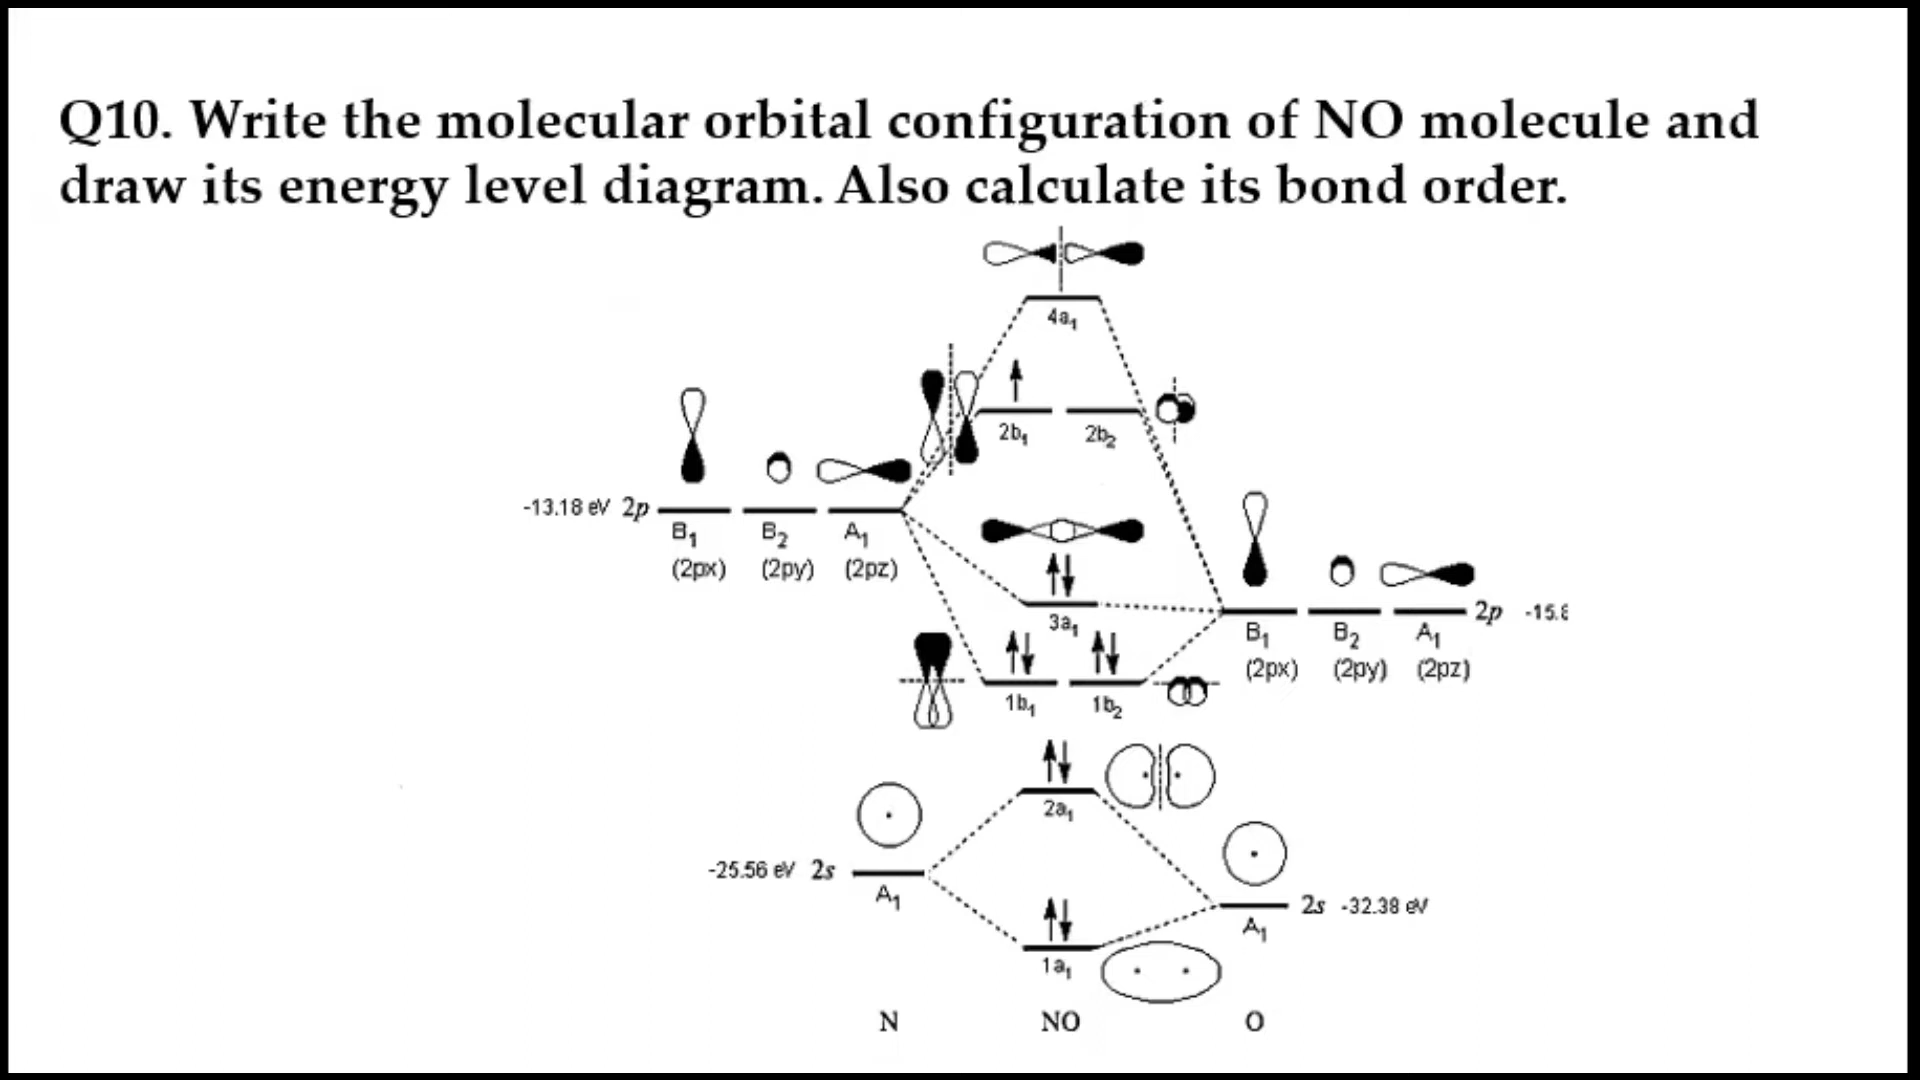 Q10. Write the molecular orbital configuration of NO molecule and
draw its energy level diagram. Also calculate its bond order.
4a₁
2b₁ 2b₂
-13.18 eV 2p
B₁ B₂ A₁
(2px) (2py) (2pz)
3a₁
2p
B₁ B₂ A₁
(2px) (2py) (2pz)
1b₁ 1b₂
2a₁
-25.56 eV 2s
A₁
2s -32.38 eV
A₁
1a₁
N NO O